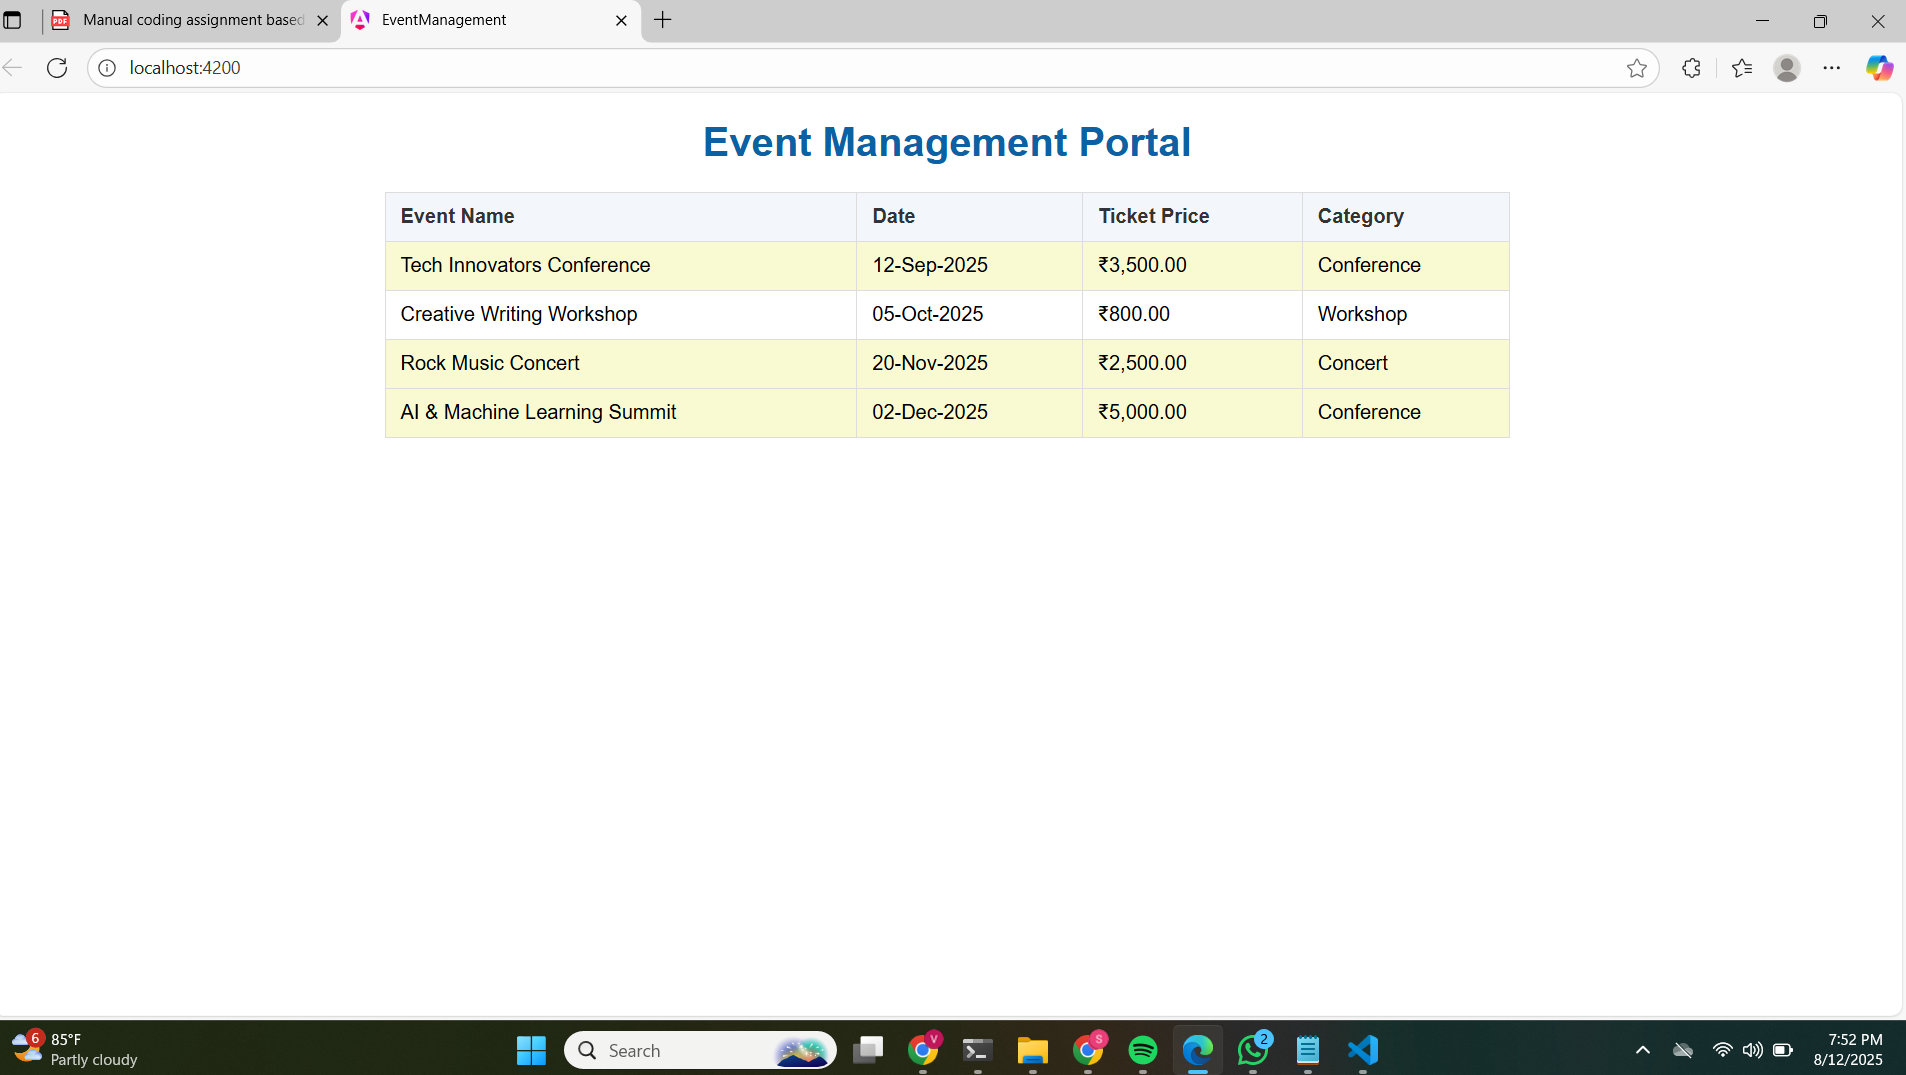 Manual coding assignment based
EventManagement
localhost:4200
Event Management Portal
Event Name Date Ticket Price Category
Tech Innovators Conference 12-Sep-2025 ₹3,500.00 Conference
Creative Writing Workshop 05-Oct-2025 ₹800.00 Workshop
Rock Music Concert 20-Nov-2025 ₹2,500.00 Concert
AI & Machine Learning Summit 02-Dec-2025 ₹5,000.00 Conference
6 85°F
Partly cloudy
Search
V
S
2
7:52 PM
8/12/2025
PDF